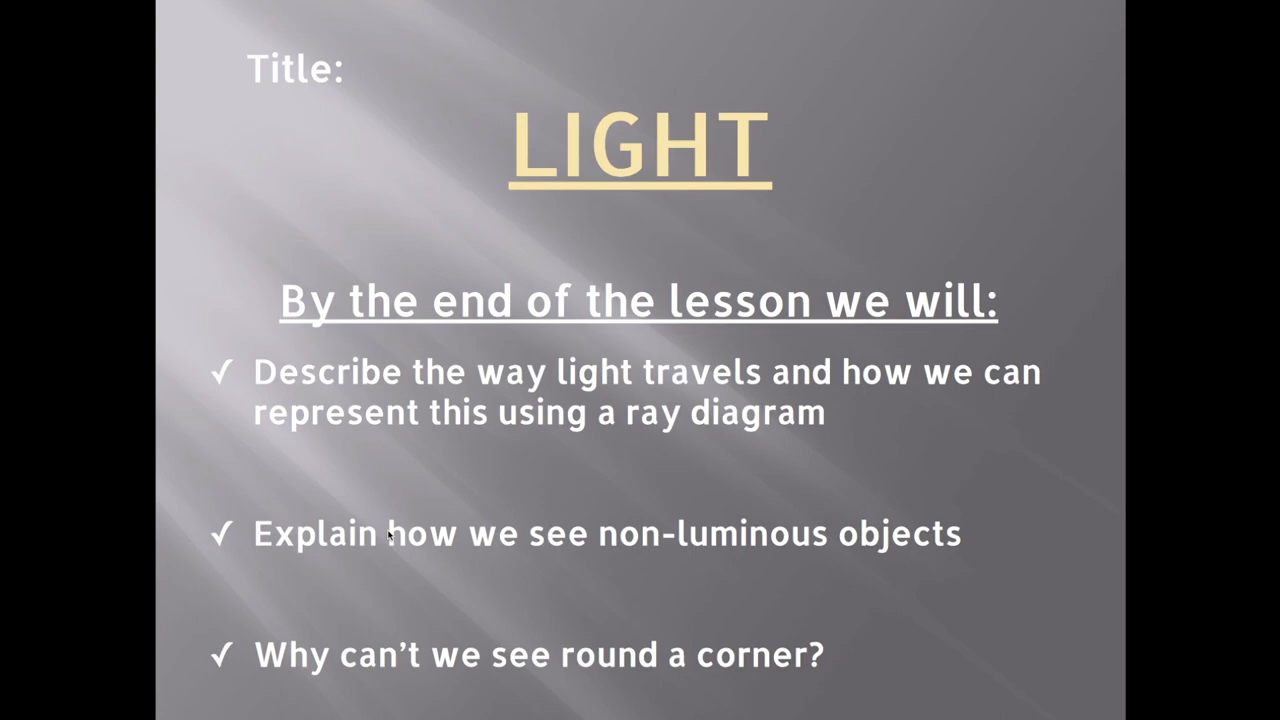 Title:
LIGHT
By the end of the lesson we will:
✓ Describe the way light travels and how we can
represent this using a ray diagram
✓ Explain how we see non-luminous objects
✓ Why can’t we see round a corner?